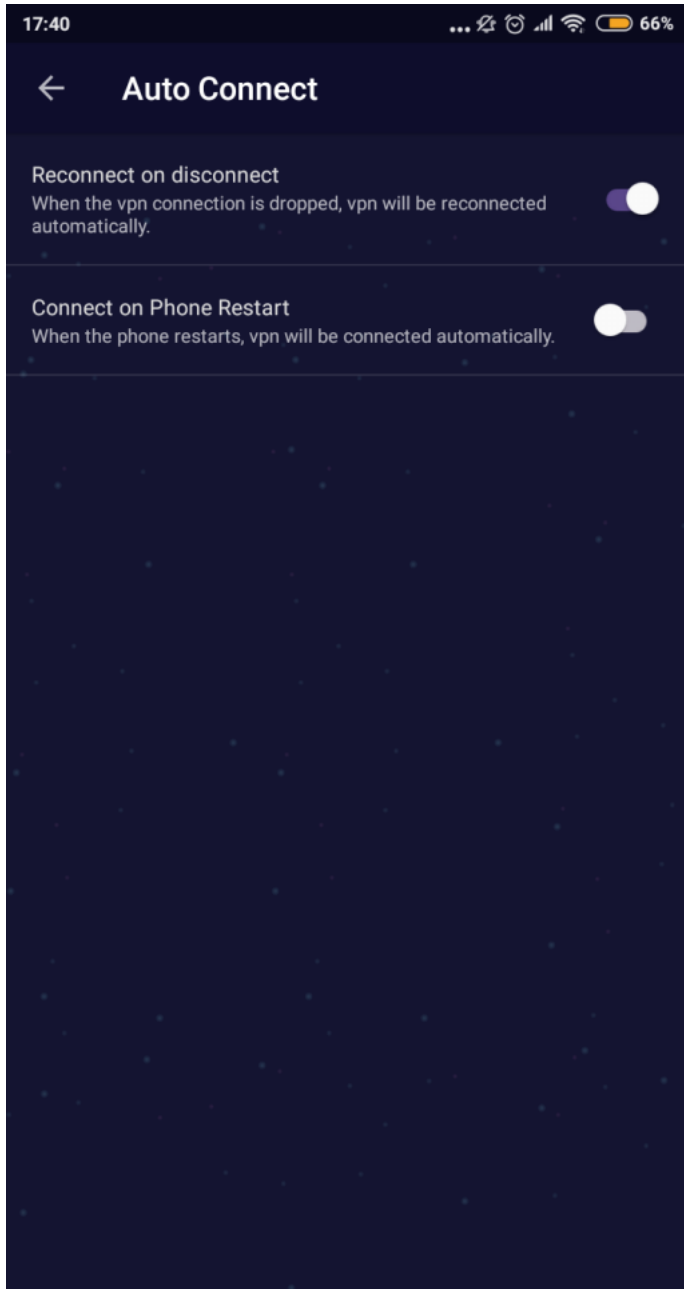 17:40 ... 66%
Auto Connect
Reconnect on disconnect
When the vpn connection is dropped, vpn will be reconnected
automatically.
Connect on Phone Restart
When the phone restarts, vpn will be connected automatically.